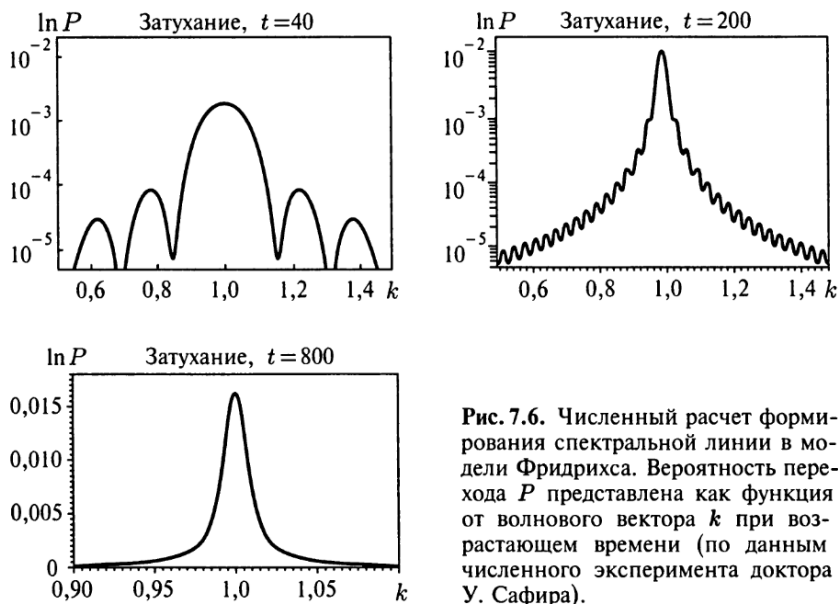 ln P Затухание, t=40
10⁻²
10⁻³
10⁻⁴
10⁻⁵
0,6 0,8 1,0 1,2 1,4 k
ln P Затухание, t=200
10⁻²
10⁻³
10⁻⁴
10⁻⁵
0,6 0,8 1,0 1,2 1,4 k
ln P Затухание, t=800
0,015
0,010
0,005
0
0,90 0,95 1,0 1,05 k
Рис. 7.6. Численный расчет форми-
рования спектральной линии в мо-
дели Фридрихса. Вероятность пере-
хода P представлена как функция
от волнового вектора k при воз-
растающем времени (по данным
численного эксперимента доктора
У. Сафира).